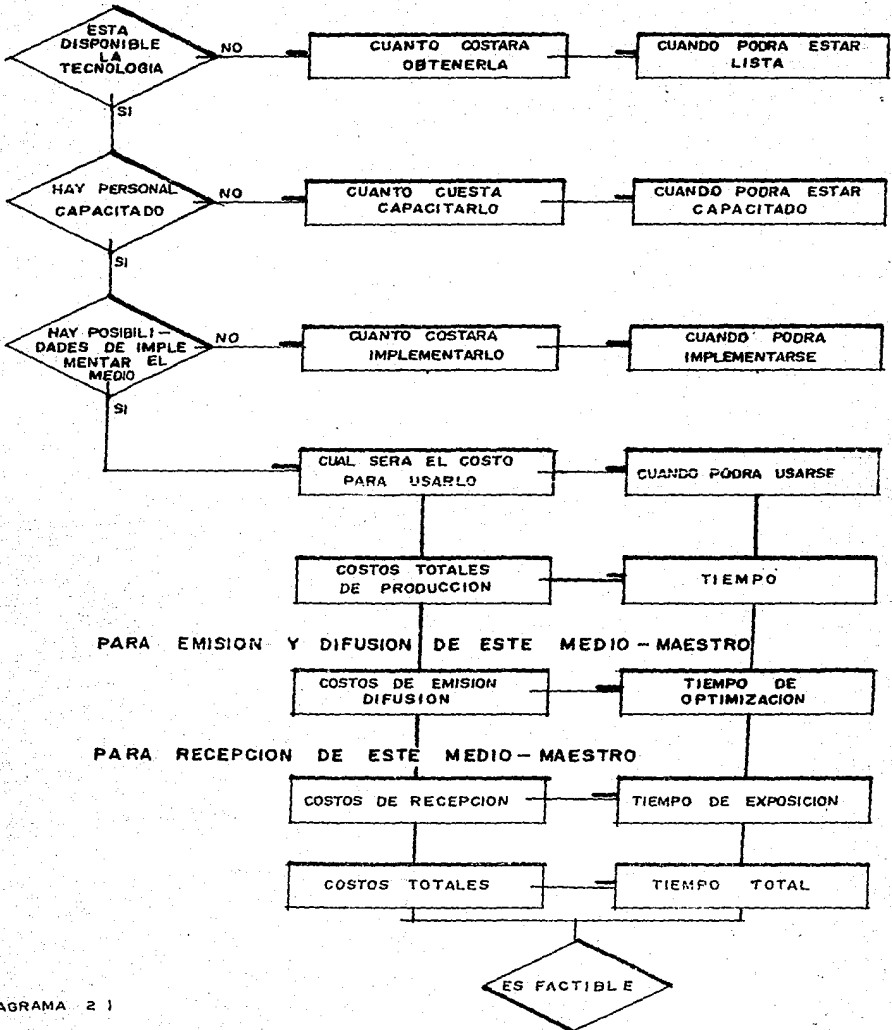 ESTA
DISPONIBLE
LA
TECNOLOGIA
NO
CUANTO COSTARA
OBTENERLA
CUANDO PODRA ESTAR
LISTA
SI
HAY PERSONAL
CAPACITADO
NO
CUANTO CUESTA
CAPACITARLO
CUANDO PODRA ESTAR
CAPACITADO
SI
HAY POSIBILI-
DADES DE IMPLE
MENTAR EL
MEDIO
NO
CUANTO COSTARA
IMPLEMENTARLO
CUANDO PODRA
IMPLEMENTARSE
SI
CUAL SERA EL COSTO
PARA USARLO
CUANDO PODRA USARSE
COSTOS TOTALES
DE PRODUCCION
TIEMPO
PARA EMISION Y DIFUSION DE ESTE MEDIO-MAESTRO
COSTOS DE EMISION
DIFUSION
TIEMPO DE
OPTIMIZACION
PARA RECEPCION DE ESTE MEDIO-MAESTRO
COSTOS DE RECEPCION
TIEMPO DE EXPOSICION
COSTOS TOTALES
TIEMPO TOTAL
ES FACTIBLE
AGRAMA 2 )